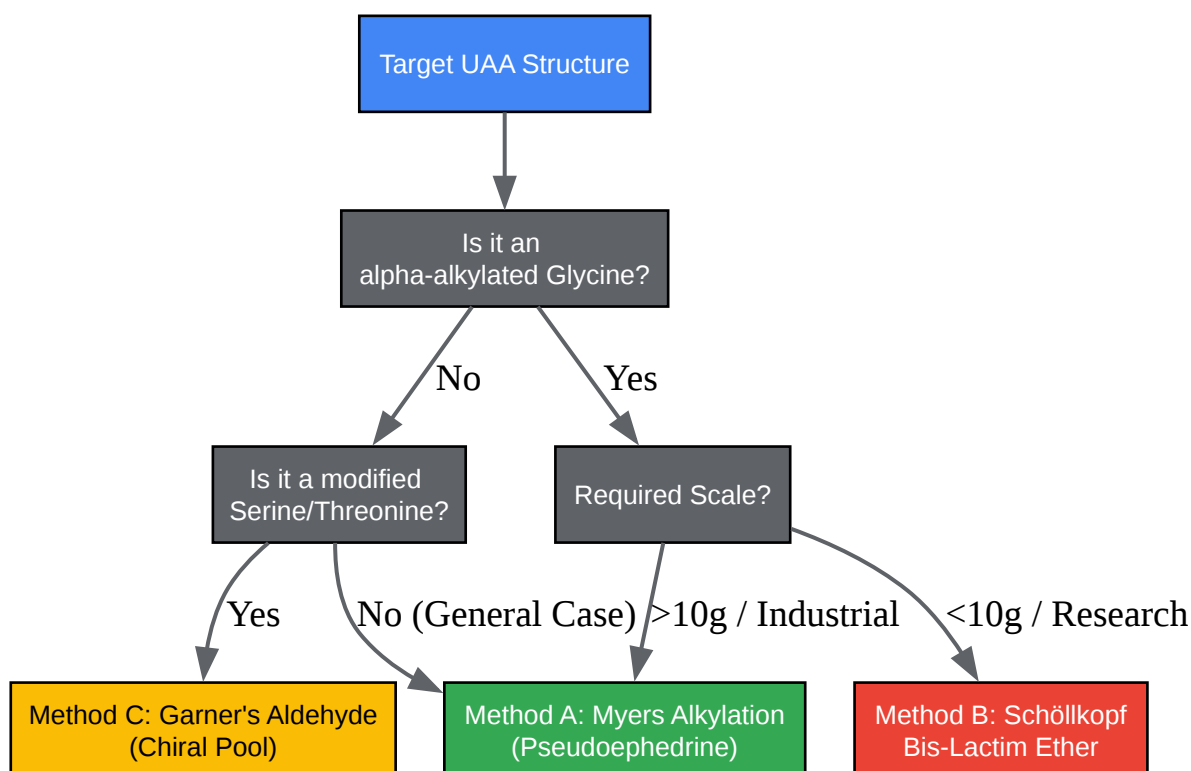 Target UAA Structure
Is it an
alpha-alkylated Glycine?
No
Yes
Is it a modified
Serine/Threonine?
Required Scale?
Yes
No (General Case)
>10g / Industrial
<10g / Research
Method C: Garner's Aldehyde
(Chiral Pool)
Method A: Myers Alkylation
(Pseudoephedrine)
Method B: Schöllkopf
Bis-Lactim Ether